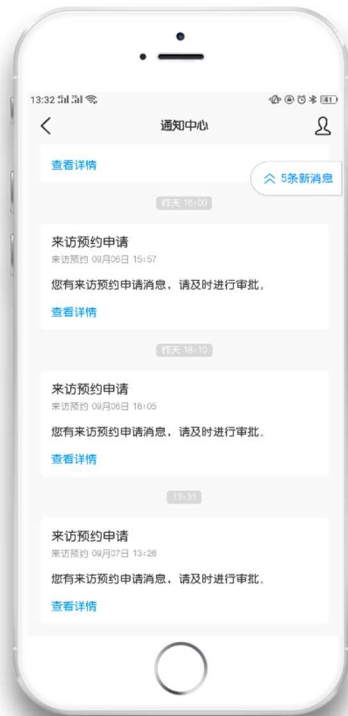 13:32
41
通知中心
查看详情
5条新消息
昨天 16:00
来访预约申请
来访预约 09月06日 15:57
您有来访预约申请消息，请及时进行审批。
查看详情
昨天 16:10
来访预约申请
来访预约 09月06日 16:05
您有来访预约申请消息，请及时进行审批。
查看详情
13:31
来访预约申请
来访预约 09月07日 13:26
您有来访预约申请消息，请及时进行审批。
查看详情